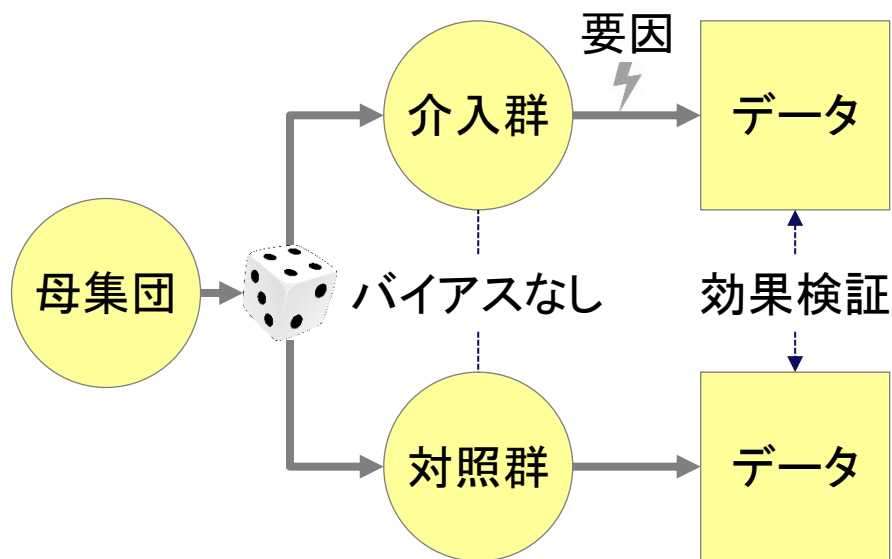 要因
介入群
データ
母集団
バイアスなし
効果検証
対照群
データ